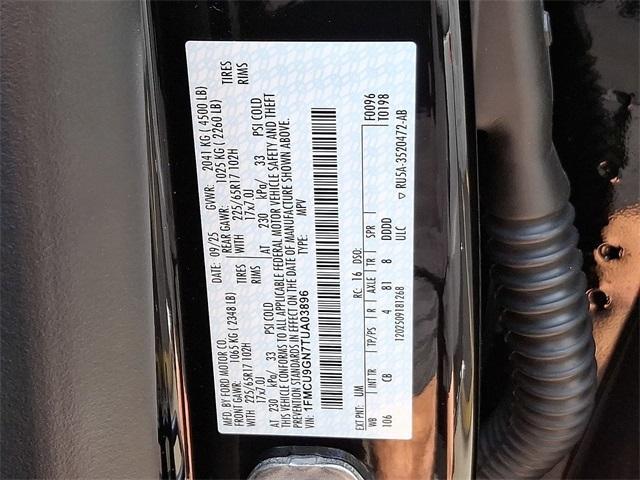 MFD. BY FORD MOTOR CO.
DATE: 09/25 GVWR: 2041 KG ( 4500 LB)
FRONT GAWR: 1065 KG ( 2348 LB) REAR GAWR: 1025 KG ( 2260 LB)
WITH 225/65R17 102H TIRES WITH 225/65R17 102H TIRES
17x7.0J RIMS 17x7.0J RIMS
AT 230 kPa/ 33 PSI COLD AT 230 kPa/ 33 PSI COLD
THIS VEHICLE CONFORMS TO ALL APPLICABLE FEDERAL MOTOR VEHICLE SAFETY AND THEFT
PREVENTION STANDARDS IN EFFECT ON THE DATE OF MANUFACTURE SHOWN ABOVE.
VIN: 1FMCU9GN7TUA03896 TYPE: MPV
F0096
EXT PNT: UM RC: 16 DSO: T0198
WB INT TR TP/PS R AXLE TR SPR
106 CB 4 81 8 DDDD
ULC
1202509181268 ▽ RU5A-3520472-AB